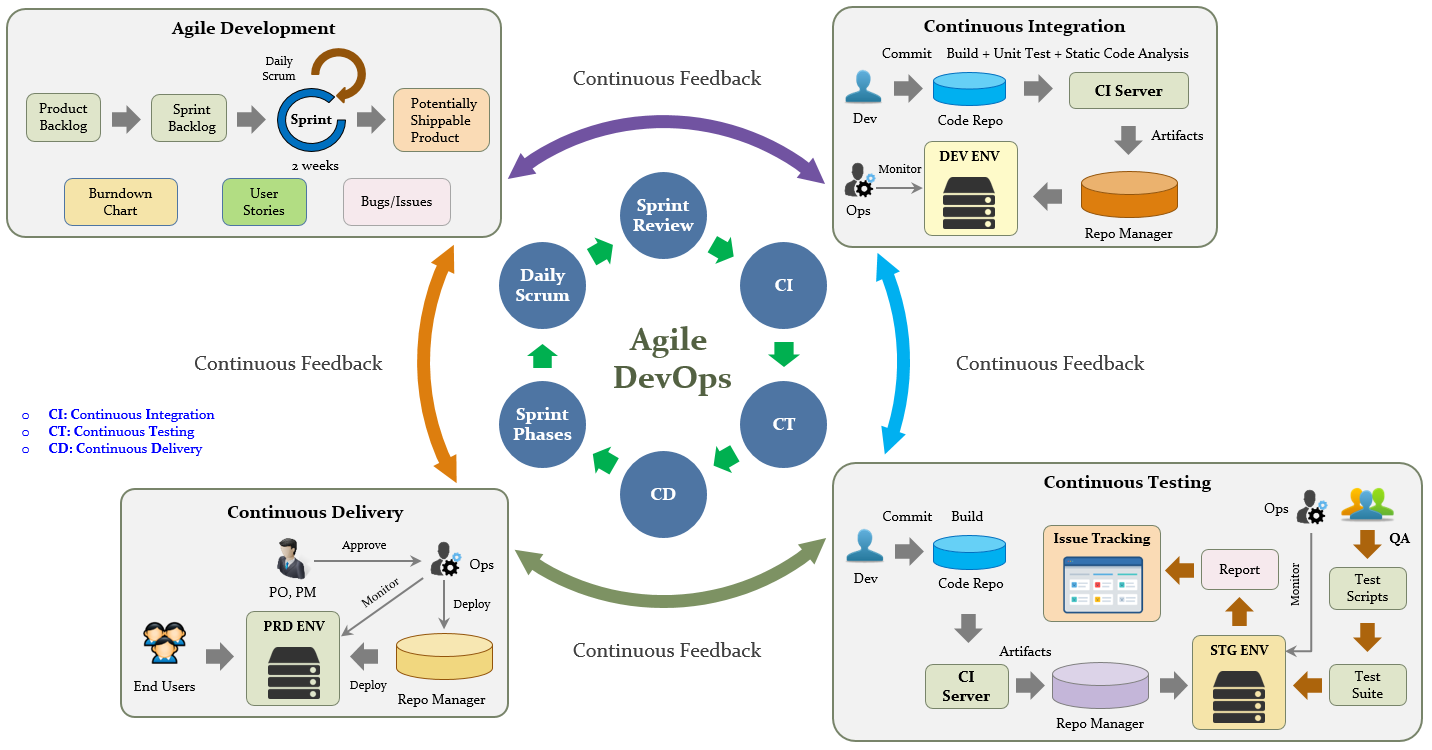 Agile Development
Daily
Scrum
Product
Backlog
Sprint
Backlog
Sprint
2 weeks
Potentially
Shippable
Product
Burndown
Chart
User
Stories
Bugs/Issues
Continuous Feedback
Continuous Integration
Commit
Build + Unit Test + Static Code Analysis
Dev
Code Repo
CI Server
Artifacts
Ops
Monitor
DEV ENV
Repo Manager
Sprint
Review
Daily
Scrum
CI
Agile
DevOps
Sprint
Phases
CT
CD
Continuous Feedback
Continuous Feedback
o CI: Continuous Integration
o CT: Continuous Testing
o CD: Continuous Delivery
Continuous Delivery
Approve
PO, PM
Ops
Monitor
Deploy
PRD ENV
End Users
Deploy
Repo Manager
Continuous Feedback
Continuous Testing
Commit
Build
Dev
Code Repo
Issue Tracking
Ops
QA
Report
Monitor
Test
Scripts
CI
Server
Artifacts
Repo Manager
STG ENV
Test
Suite